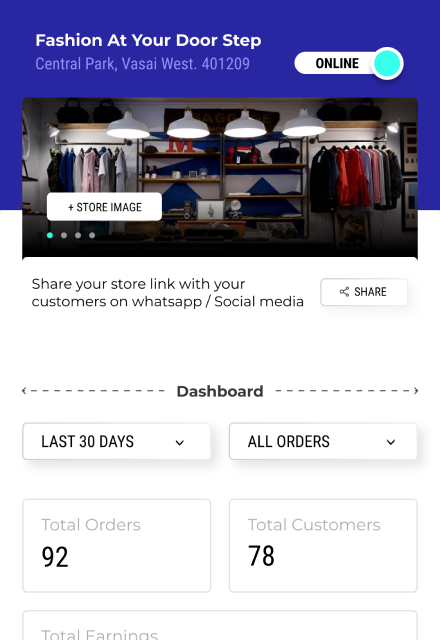 Fashion At Your Door Step
Central Park, Vasai West. 401209
ONLINE
+ STORE IMAGE
Share your store link with your
customers on whatsapp / Social media
SHARE
Dashboard
LAST 30 DAYS
ALL ORDERS
Total Orders
92
Total Customers
78
Total Earnings